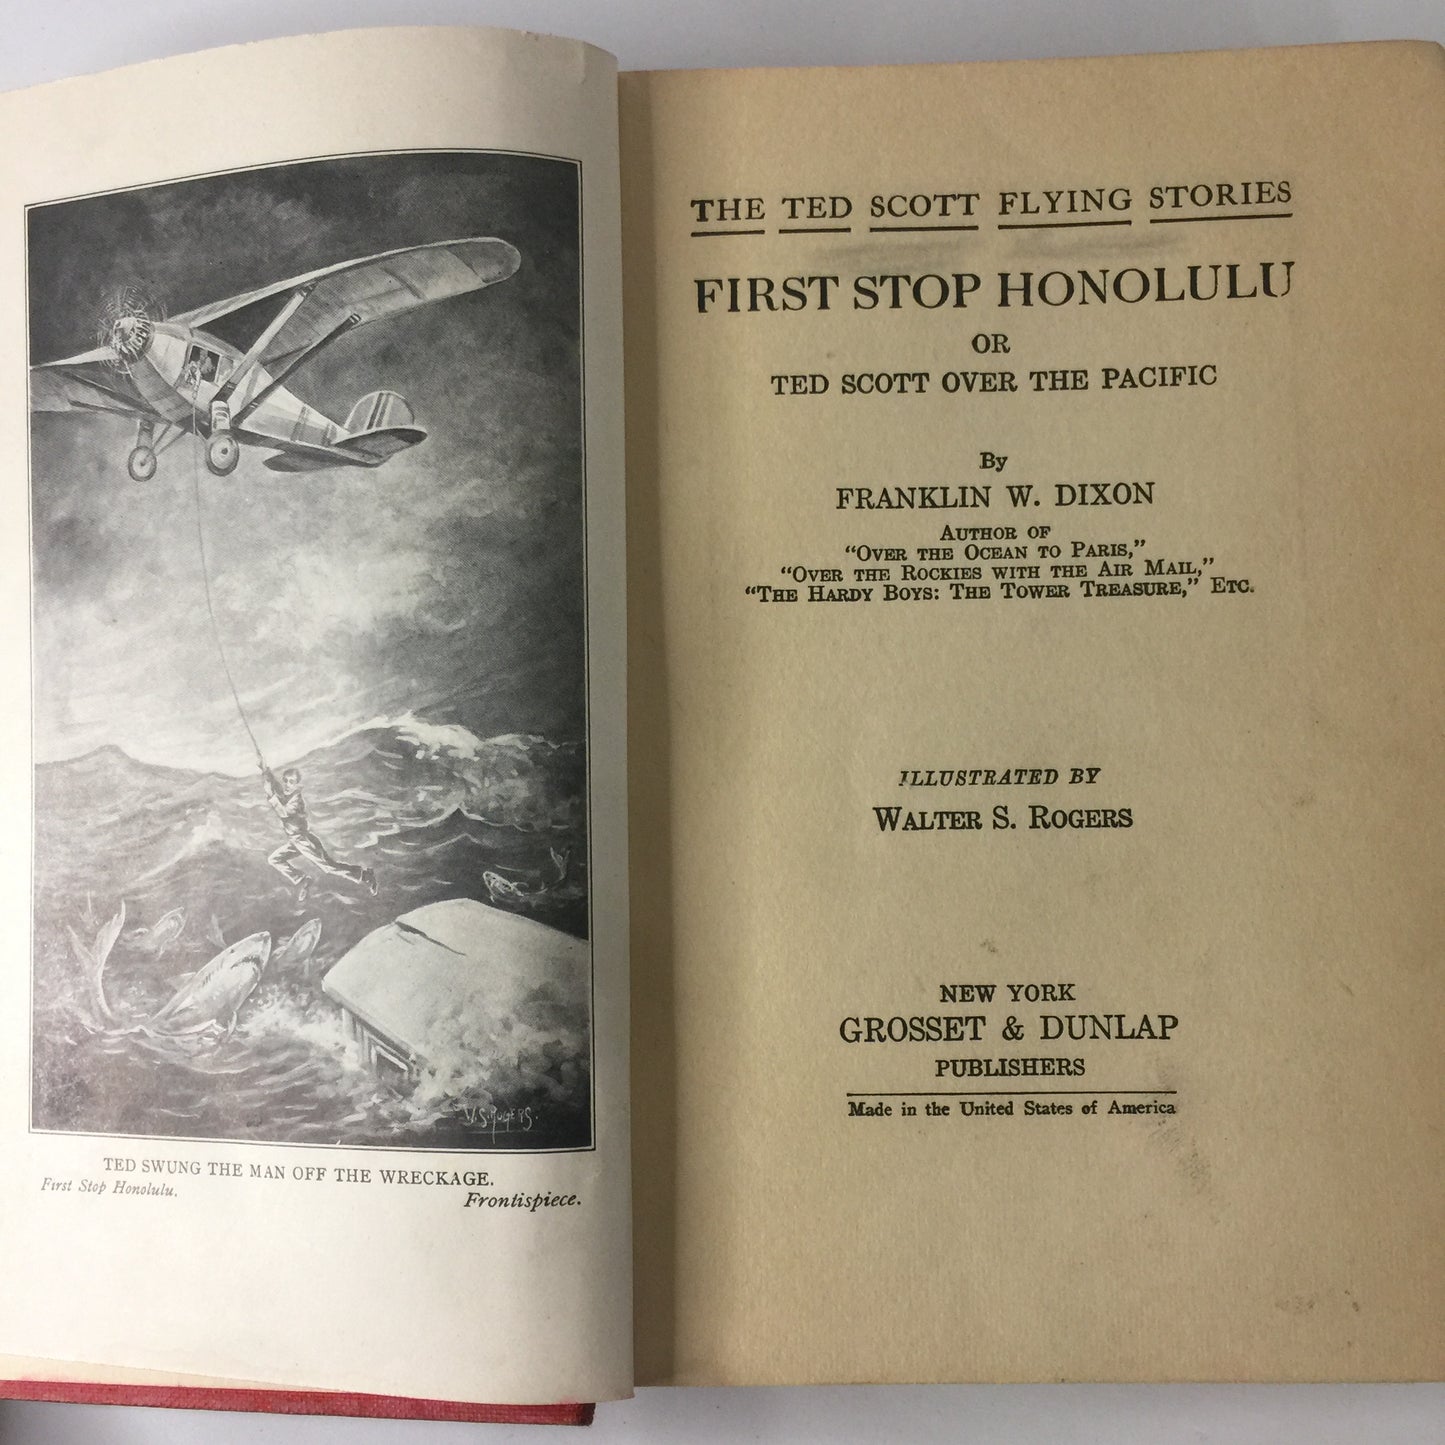 W.S. ROGERS.
TED SWUNG THE MAN OFF THE WRECKAGE.
First Stop Honolulu.
Frontispiece.
THE TED SCOTT FLYING STORIES
FIRST STOP HONOLULU
OR
TED SCOTT OVER THE PACIFIC
By
FRANKLIN W. DIXON
AUTHOR OF
“OVER THE OCEAN TO PARIS,”
“OVER THE ROCKIES WITH THE AIR MAIL,”
“THE HARDY BOYS: THE TOWER TREASURE,” ETC.
ILLUSTRATED BY
WALTER S. ROGERS
NEW YORK
GROSSET & DUNLAP
PUBLISHERS
Made in the United States of America